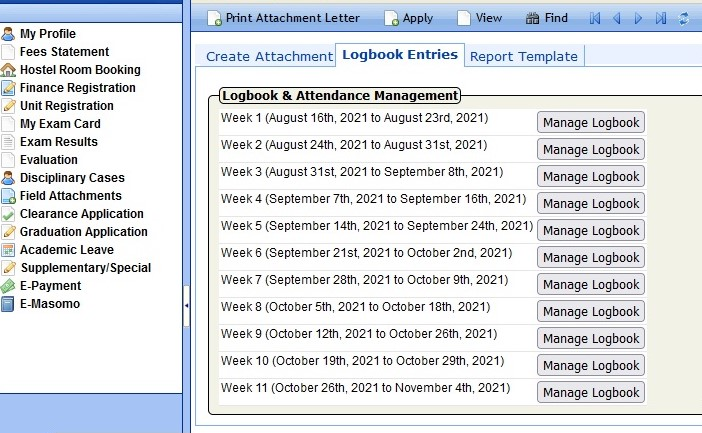 My Profile
Fees Statement
Hostel Room Booking
Finance Registration
Unit Registration
My Exam Card
Exam Results
Evaluation
Disciplinary Cases
Field Attachments
Clearance Application
Graduation Application
Academic Leave
Supplementary/Special
E-Payment
E-Masomo
Print Attachment Letter Apply View Find
Create Attachment Logbook Entries Report Template
Logbook & Attendance Management
Week 1 (August 16th, 2021 to August 23rd, 2021) Manage Logbook
Week 2 (August 24th, 2021 to August 31st, 2021) Manage Logbook
Week 3 (August 31st, 2021 to September 8th, 2021) Manage Logbook
Week 4 (September 7th, 2021 to September 16th, 2021) Manage Logbook
Week 5 (September 14th, 2021 to September 24th, 2021) Manage Logbook
Week 6 (September 21st, 2021 to October 2nd, 2021) Manage Logbook
Week 7 (September 28th, 2021 to October 9th, 2021) Manage Logbook
Week 8 (October 5th, 2021 to October 18th, 2021) Manage Logbook
Week 9 (October 12th, 2021 to October 26th, 2021) Manage Logbook
Week 10 (October 19th, 2021 to October 29th, 2021) Manage Logbook
Week 11 (October 26th, 2021 to November 4th, 2021) Manage Logbook